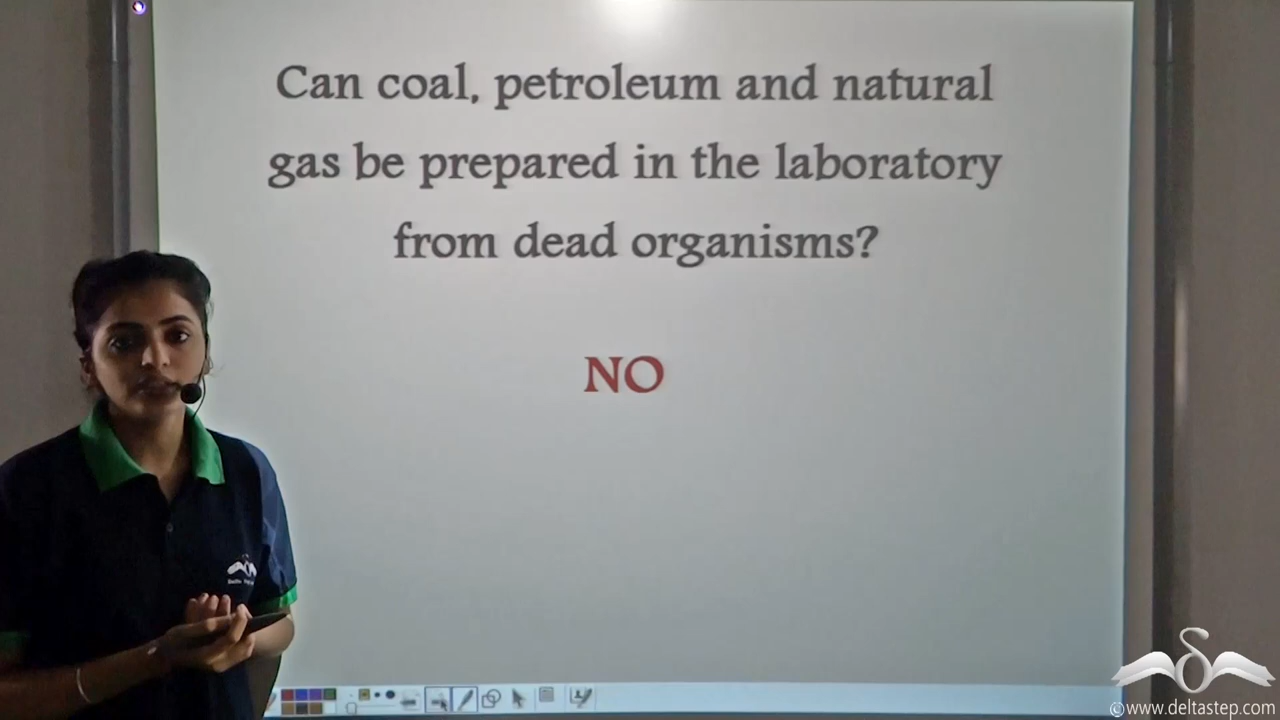 Can coal, petroleum and natural
gas be prepared in the laboratory
from dead organisms?
NO
©www.deltastep.com